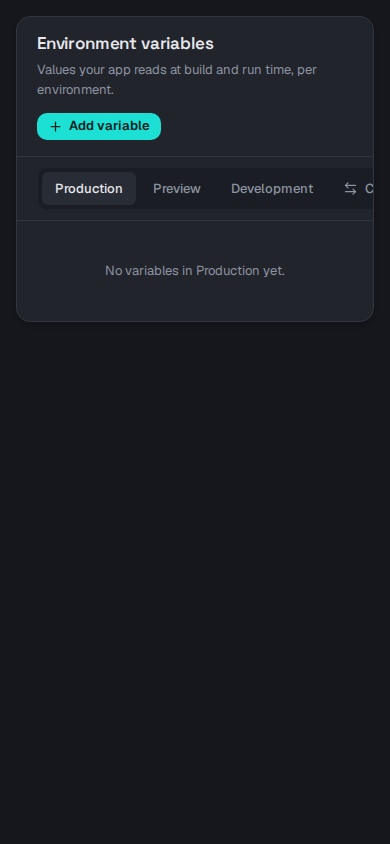 Environment variables
Values your app reads at build and run time, per
environment.
Add variable
Production
Preview
Development
No variables in Production yet.